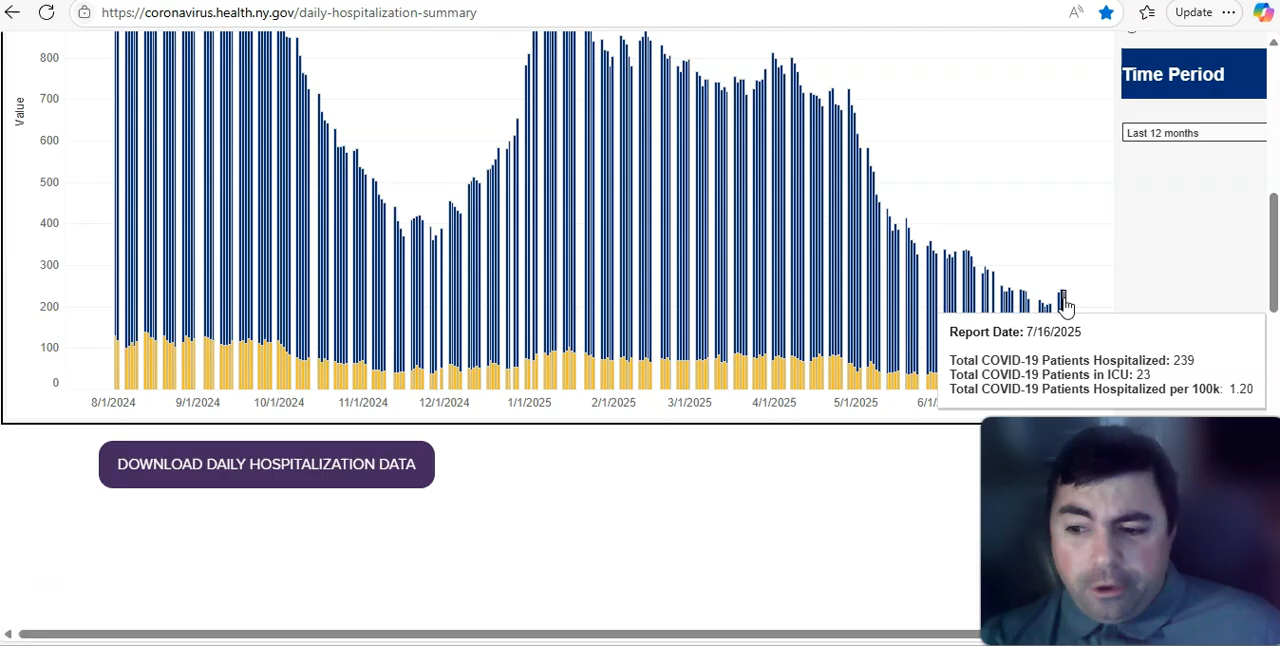 https://coronavirus.health.ny.gov/daily-hospitalization-summary
Update
Value
800
700
600
500
400
300
200
100
0
8/1/2024 9/1/2024 10/1/2024 11/1/2024 12/1/2024 1/1/2025 2/1/2025 3/1/2025 4/1/2025 5/1/2025
Time Period
Last 12 months
Report Date: 7/16/2025
Total COVID-19 Patients Hospitalized: 239
Total COVID-19 Patients in ICU: 23
Total COVID-19 Patients Hospitalized per 100k: 1.20
DOWNLOAD DAILY HOSPITALIZATION DATA